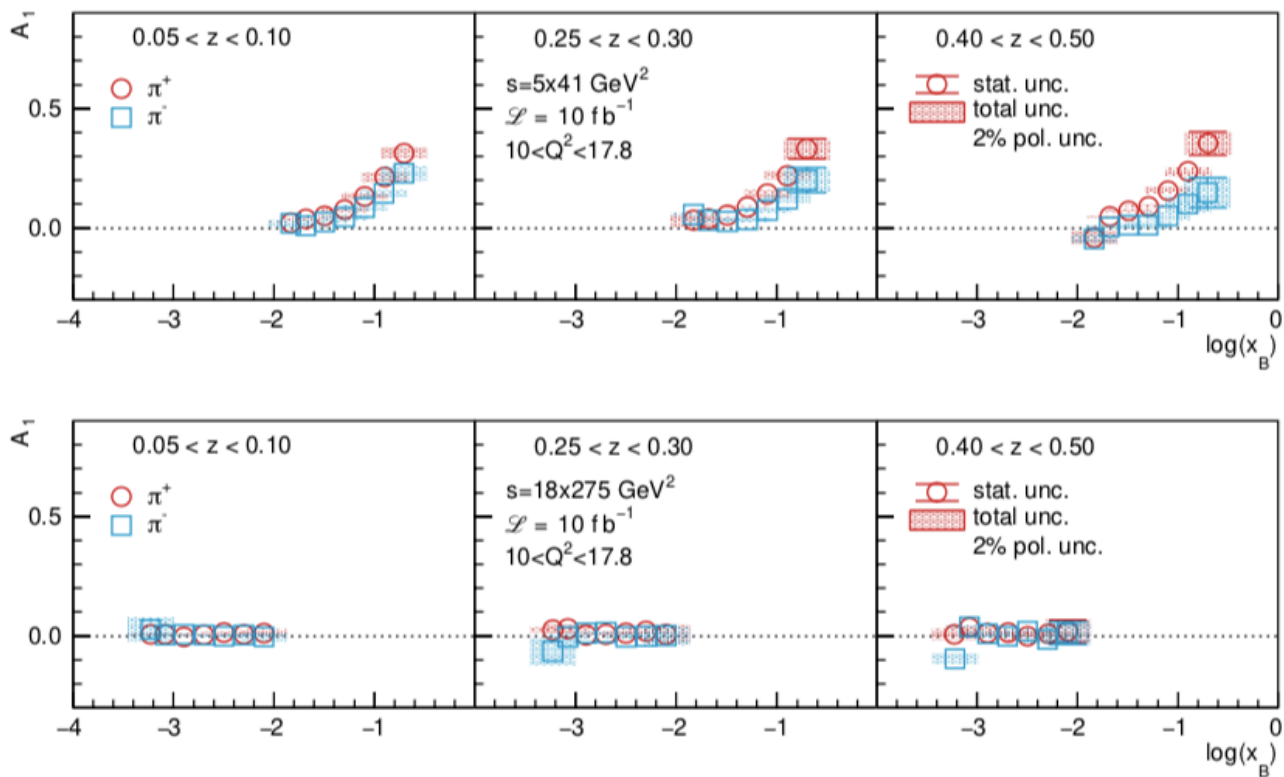 A₁
0.05 < z < 0.10
π⁺
π⁻
0.25 < z < 0.30
s=5x41 GeV²
ℒ = 10 fb⁻¹
10<Q²<17.8
0.40 < z < 0.50
stat. unc.
total unc.
2% pol. unc.
0.5
0.0
−4 −3 −2 −1 −3 −2 −1 −3 −2 −1 0
log(x_B)
A₁
0.05 < z < 0.10
π⁺
π⁻
0.25 < z < 0.30
s=18x275 GeV²
ℒ = 10 fb⁻¹
10<Q²<17.8
0.40 < z < 0.50
stat. unc.
total unc.
2% pol. unc.
0.5
0.0
−4 −3 −2 −1 −3 −2 −1 −3 −2 −1 0
log(x_B)